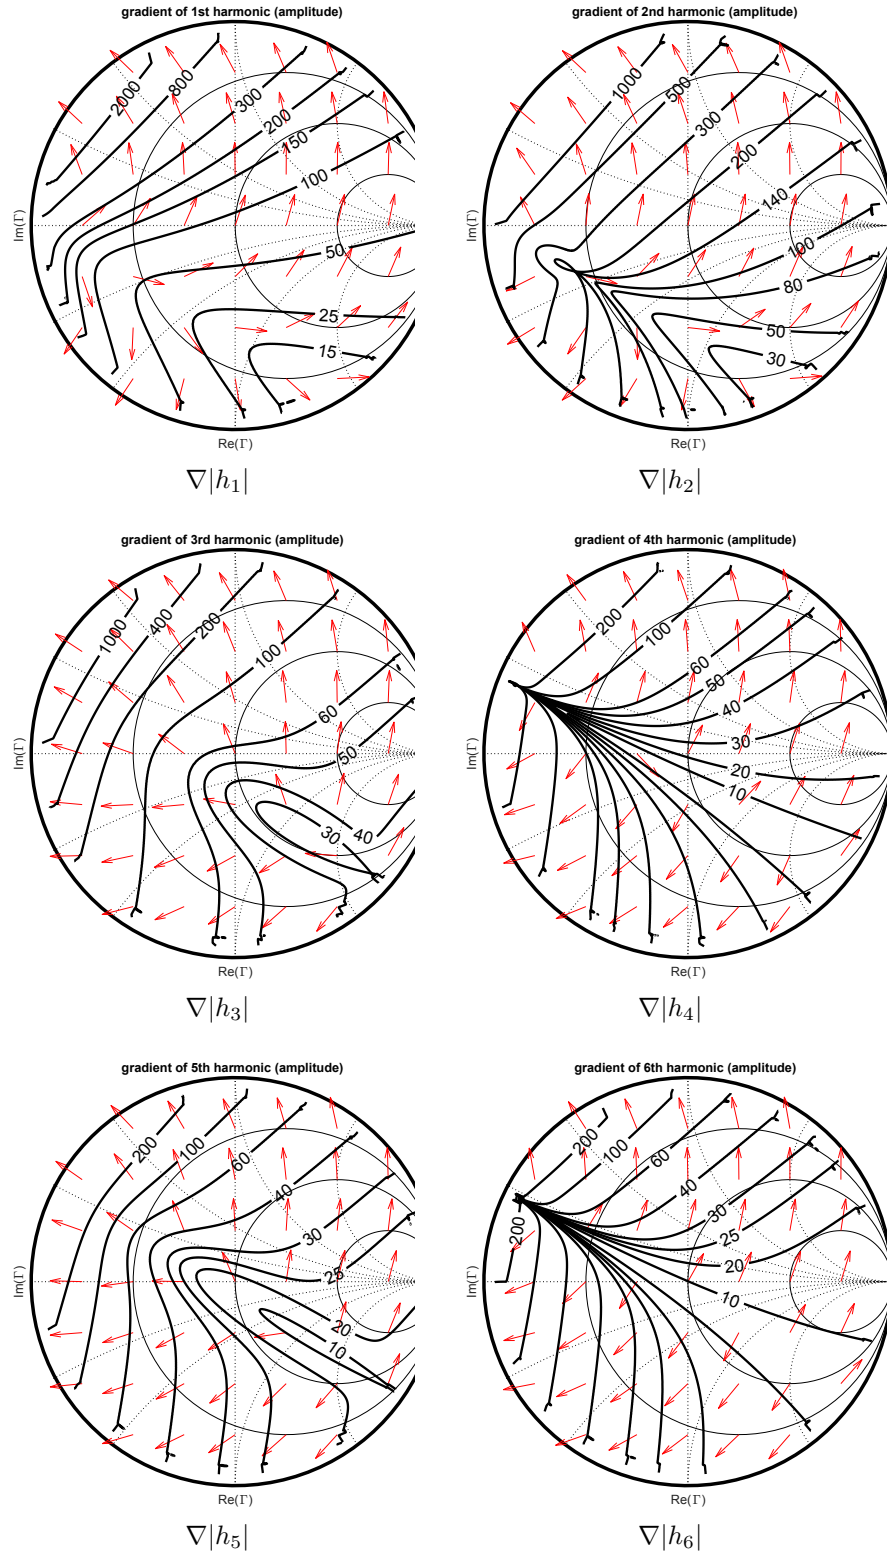 gradient of 1st harmonic (amplitude)
2000
800
300
200
150
100
50
25
15
Im(Γ)
Re(Γ)
∇|h₁|
gradient of 2nd harmonic (amplitude)
1000
500
300
200
140
100
80
50
30
Im(Γ)
Re(Γ)
∇|h₂|
gradient of 3rd harmonic (amplitude)
1000
400
200
100
60
50
40
30
Im(Γ)
Re(Γ)
∇|h₃|
gradient of 4th harmonic (amplitude)
200
100
60
50
40
30
20
10
Im(Γ)
Re(Γ)
∇|h₄|
gradient of 5th harmonic (amplitude)
200
100
60
40
30
25
20
10
Im(Γ)
Re(Γ)
∇|h₅|
gradient of 6th harmonic (amplitude)
200
100
60
40
30
25
20
200
10
Im(Γ)
Re(Γ)
∇|h₆|